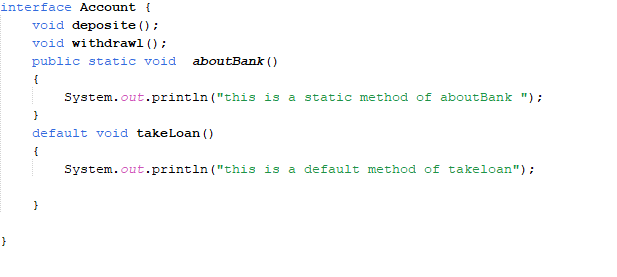 interface Account {
    void deposite();
    void withdrawl();
    public static void  aboutBank()
    {
        System.out.println("this is a static method of aboutBank ");
    }
    default void takeLoan()
    {
        System.out.println("this is a default method of takeloan");
    }
}